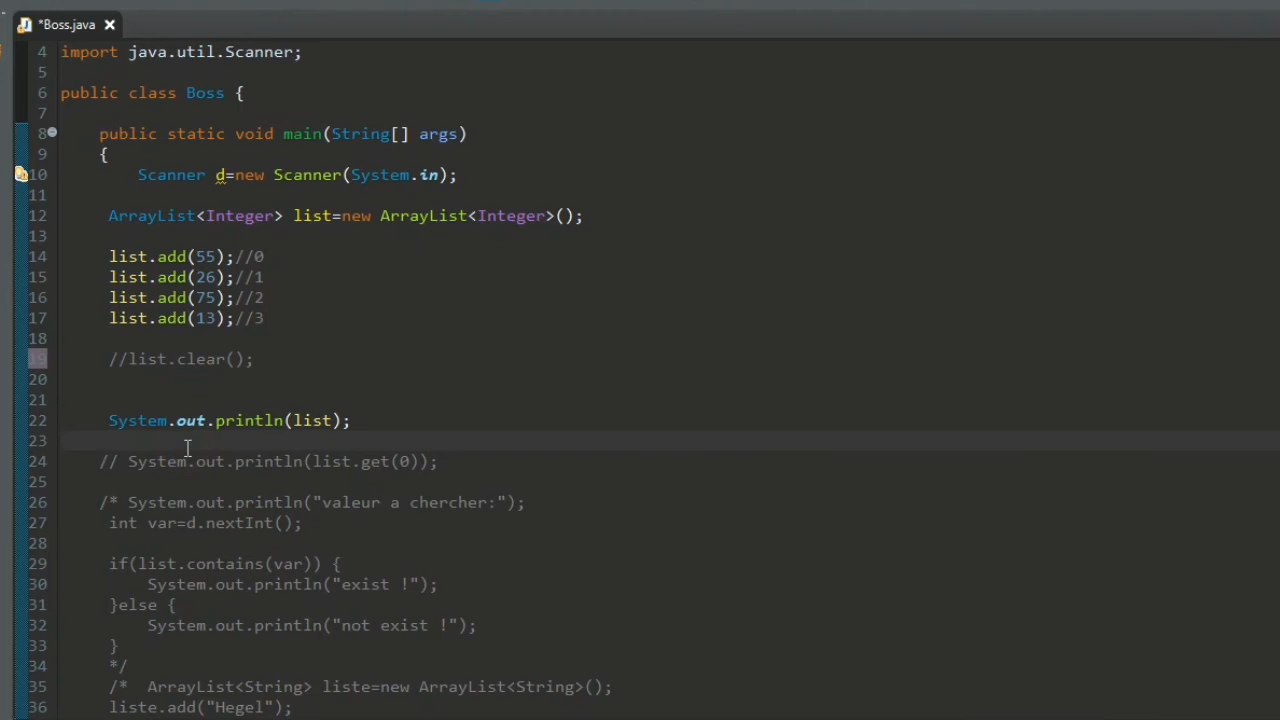 *Boss.java
4 import java.util.Scanner;
5
6 public class Boss {
7
8 public static void main(String[] args)
9 {
10 Scanner d=new Scanner(System.in);
11
12 ArrayList<Integer> list=new ArrayList<Integer>();
13
14 list.add(55);//0
15 list.add(26);//1
16 list.add(75);//2
17 list.add(13);//3
18
19 //list.clear();
20
21
22 System.out.println(list);
23
24 // System.out.println(list.get(0));
25
26 /* System.out.println("valeur a chercher:");
27 int var=d.nextInt();
28
29 if(list.contains(var)) {
30 System.out.println("exist !");
31 }else {
32 System.out.println("not exist !");
33 }
34 */
35 /* ArrayList<String> liste=new ArrayList<String>();
36 liste.add("Hegel");